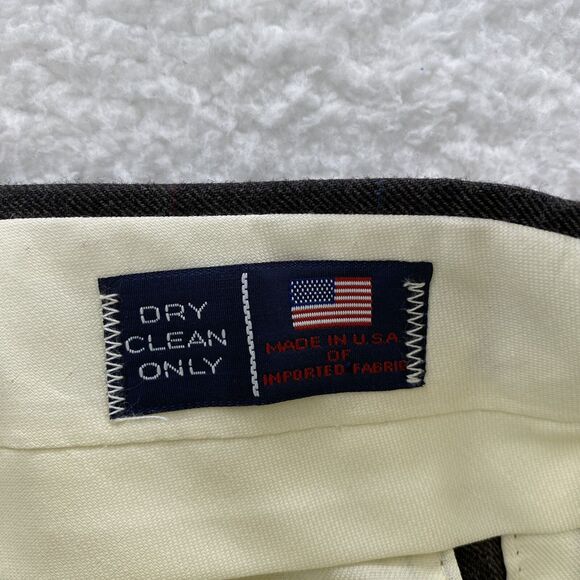 DRY
CLEAN
ONLY
MADE IN U.S.A
OF
IMPORTED FABRIC